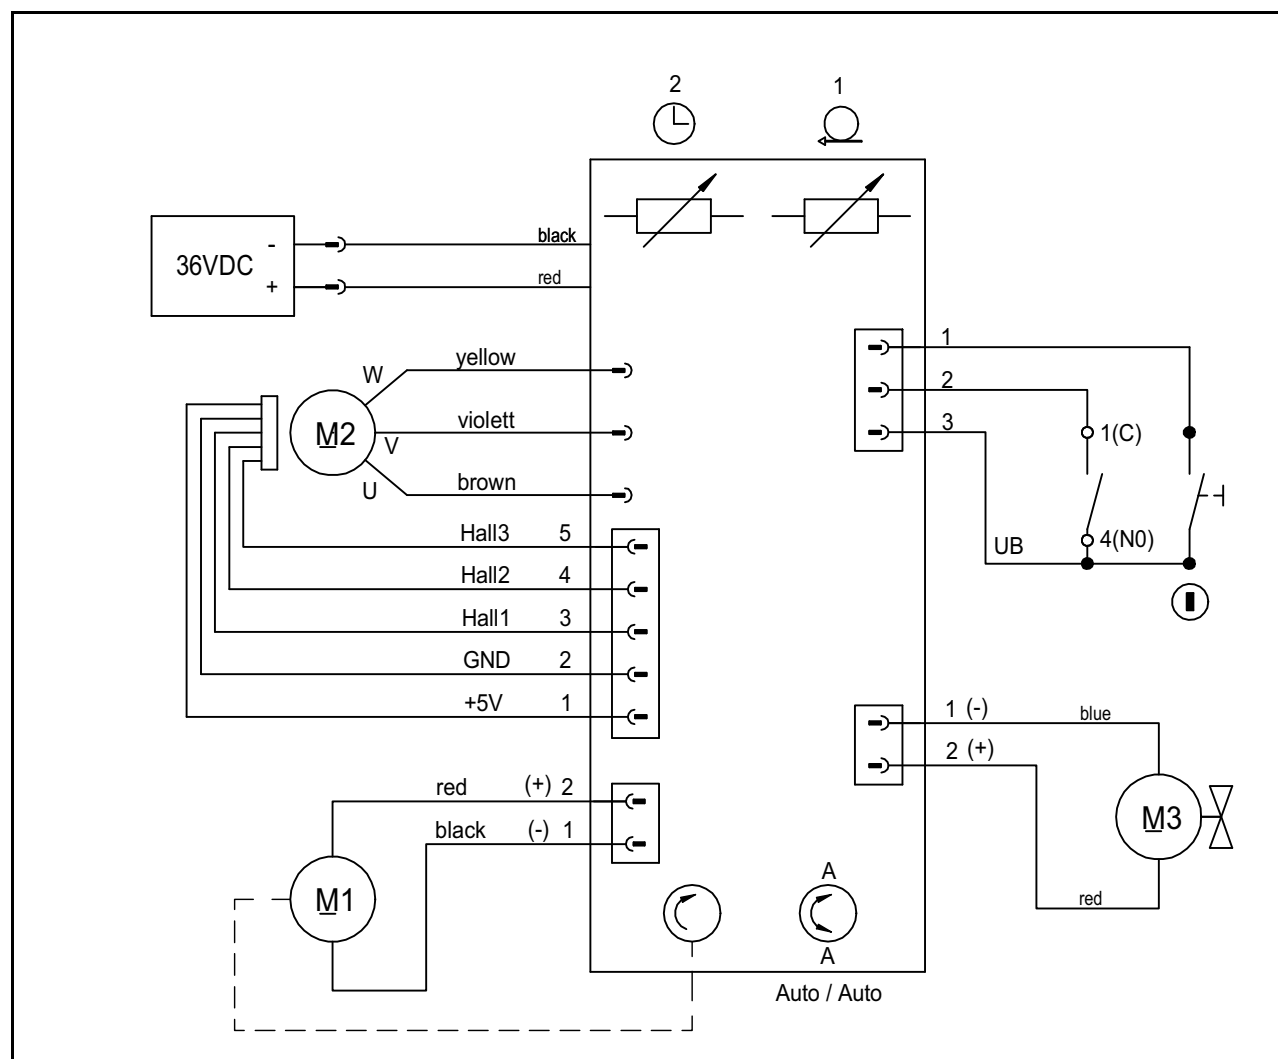 2 1
36VDC - black
+ red
W yellow
M2 V violett
U brown
Hall3 5
Hall2 4
Hall1 3
GND 2
+5V 1
red (+) 2
black (-) 1
M1
1
2
3
1(C)
UB 4(N0)
1 (-) blue
2 (+)
M3
red
A
A
Auto / Auto